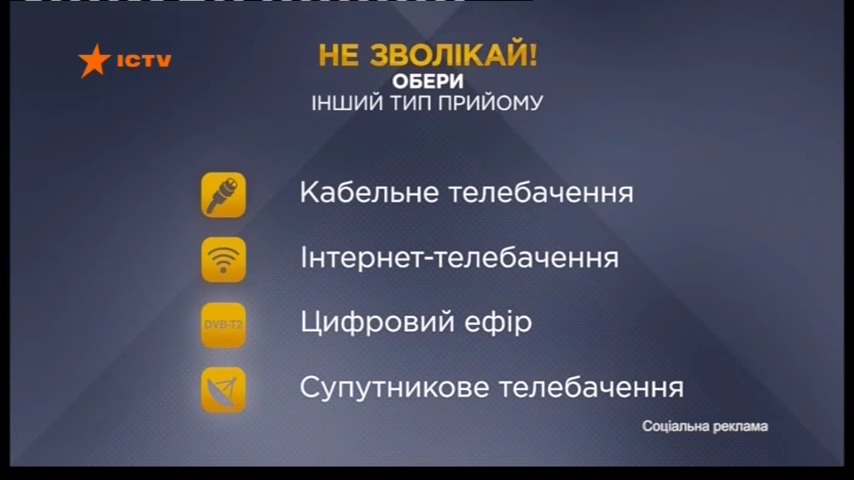 ICTV
НЕ ЗВОЛІКАЙ!
ОБЕРИ
ІНШИЙ ТИП ПРИЙОМУ
Кабельне телебачення
Інтернет-телебачення
DVB-T2
Цифровий ефір
Супутникове телебачення
Соціальна реклама